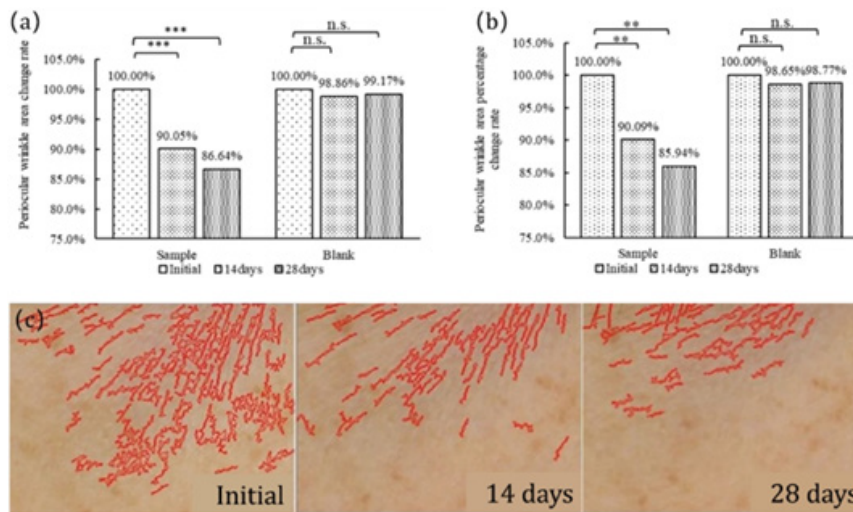 (a)
Periocular wrinkle area change rate
105.0%
100.0%
95.0%
90.0%
85.0%
80.0%
75.0%
***
***
100.00%
90.05%
86.64%
n.s.
n.s.
100.00%
98.86%
99.17%
Sample
Blank
Initial
14days
28days
(b)
Periocular wrinkle area percentage
change rate
105.0%
100.0%
95.0%
90.0%
85.0%
80.0%
75.0%
**
**
100.00%
90.09%
85.94%
n.s.
n.s.
100.00%
98.65%
98.77%
Sample
Blank
Initial
14days
28days
(c)
Initial
14 days
28 days